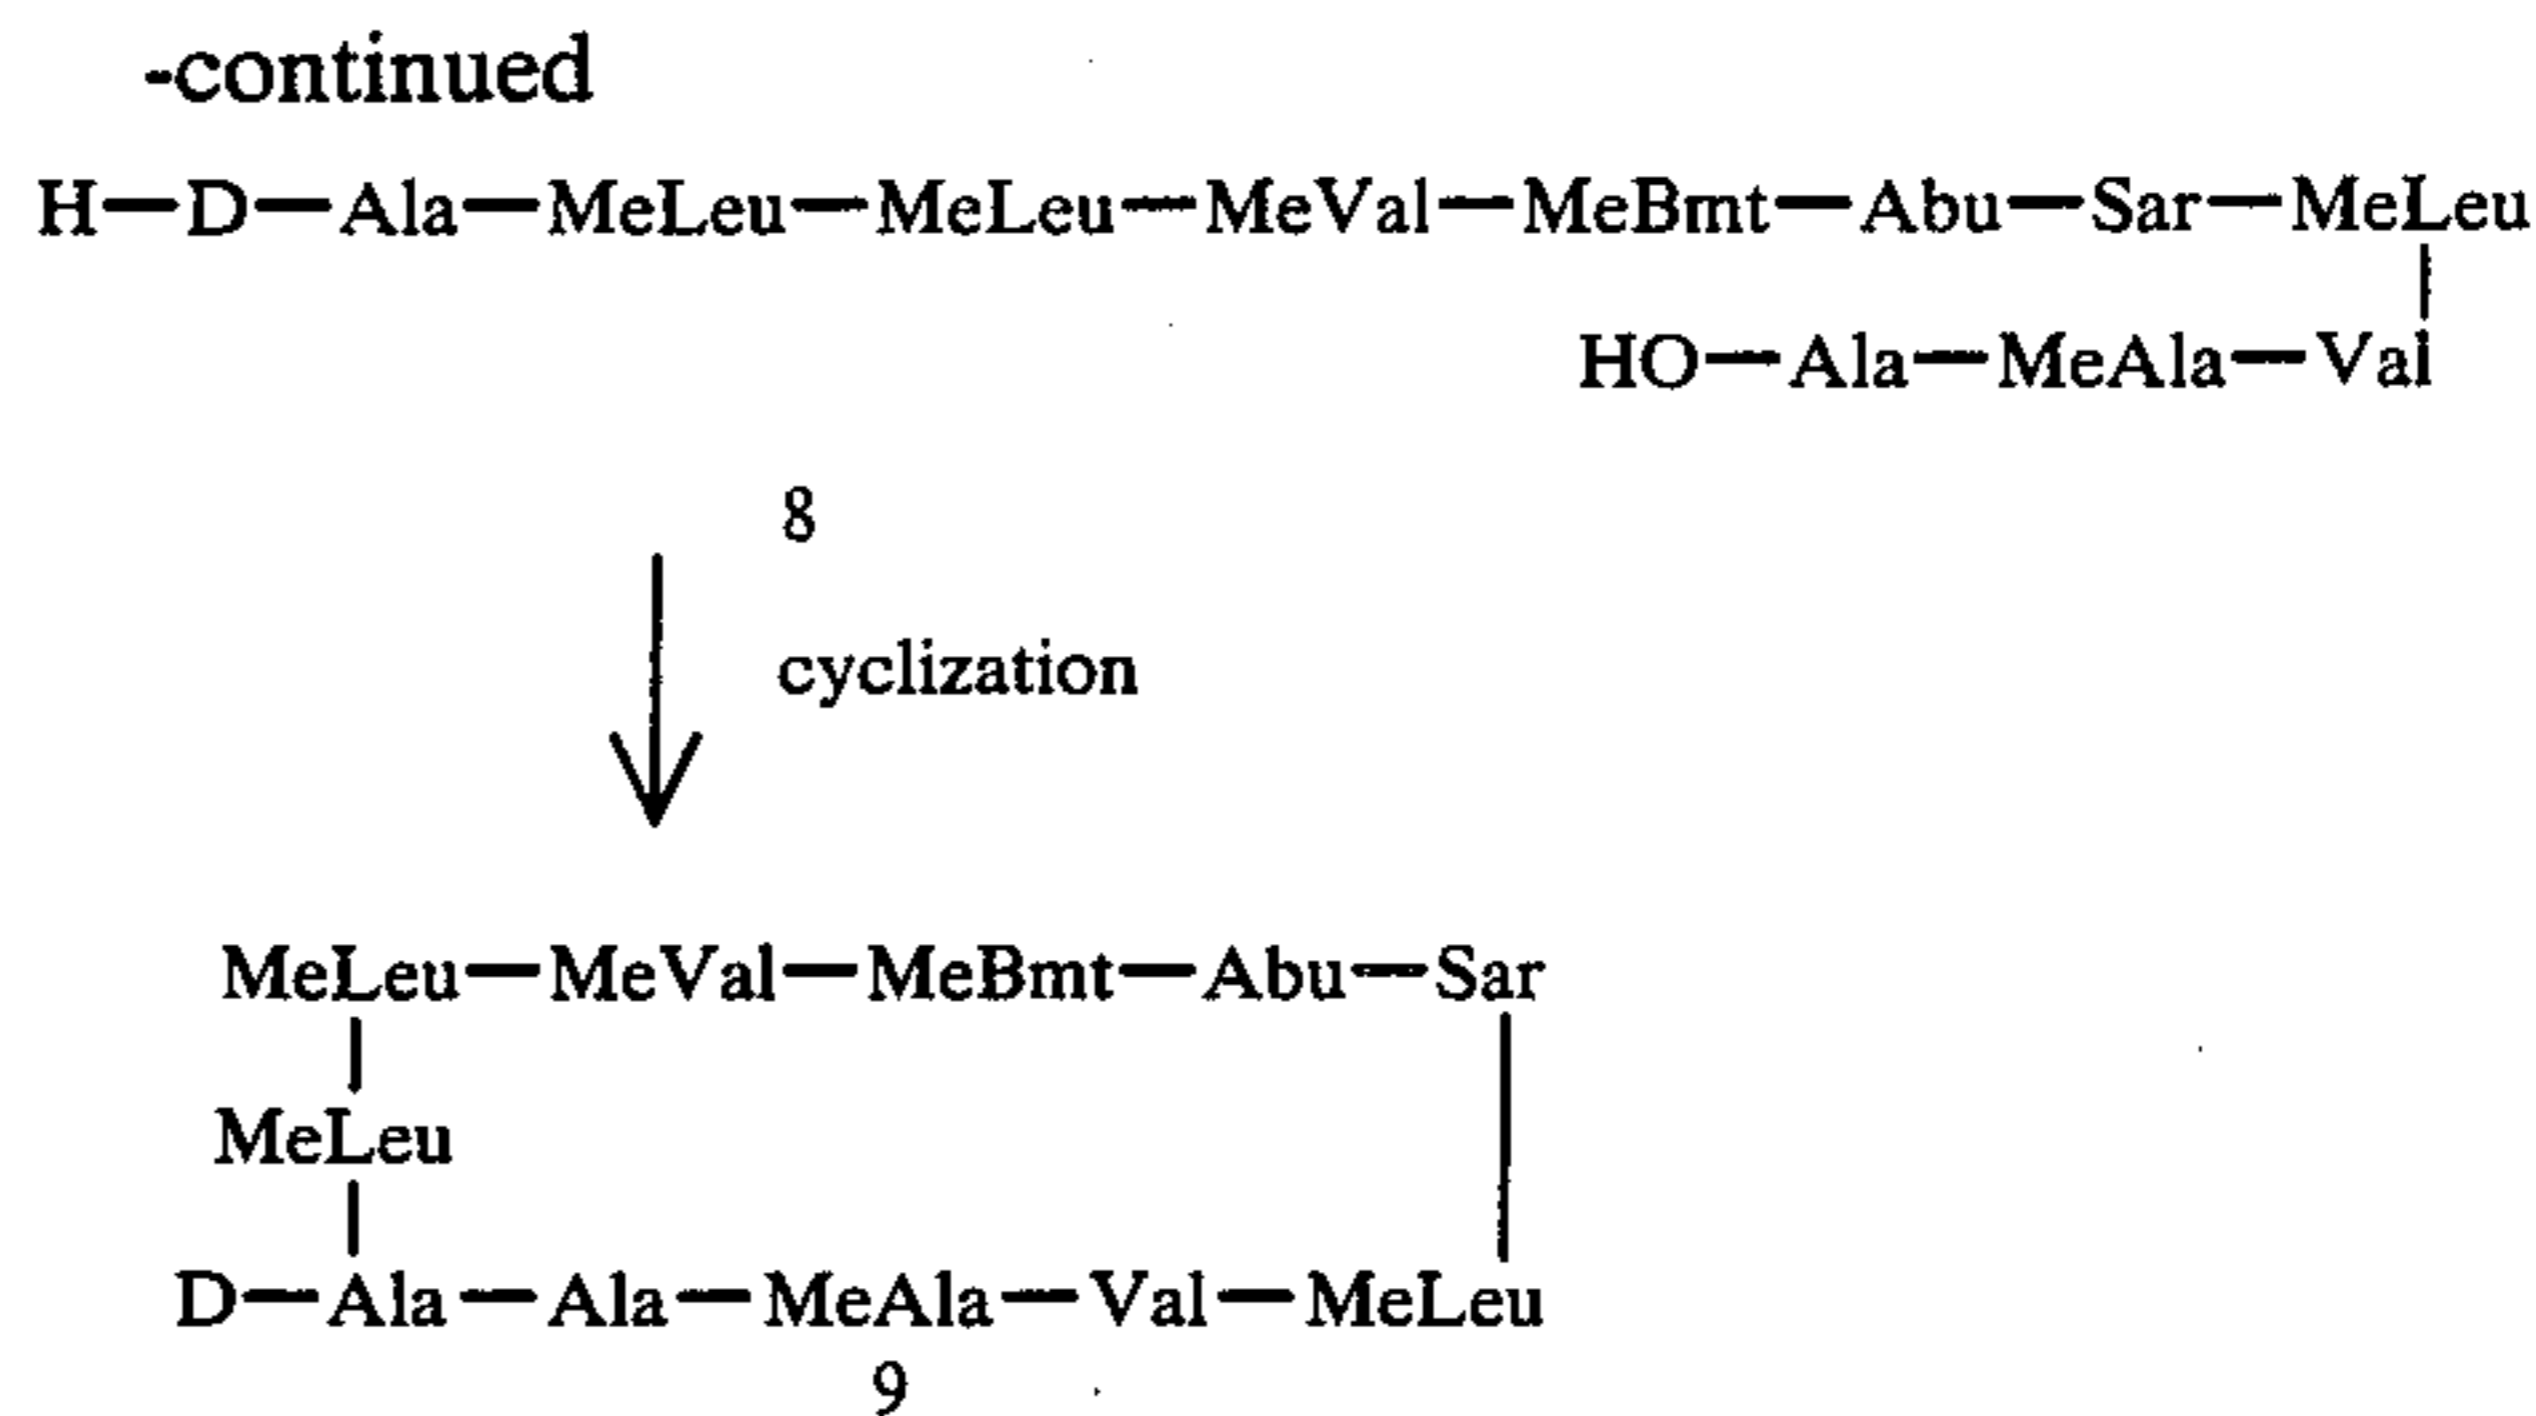 -continued
H—D—Ala—MeLeu—MeLeu—MeVal—MeBmt—Abu—Sar—MeLeu
HO—Ala—MeAla—Val
8
cyclization
MeLeu—MeVal—MeBmt—Abu—Sar
MeLeu
D—Ala—Ala—MeAla—Val—MeLeu
9